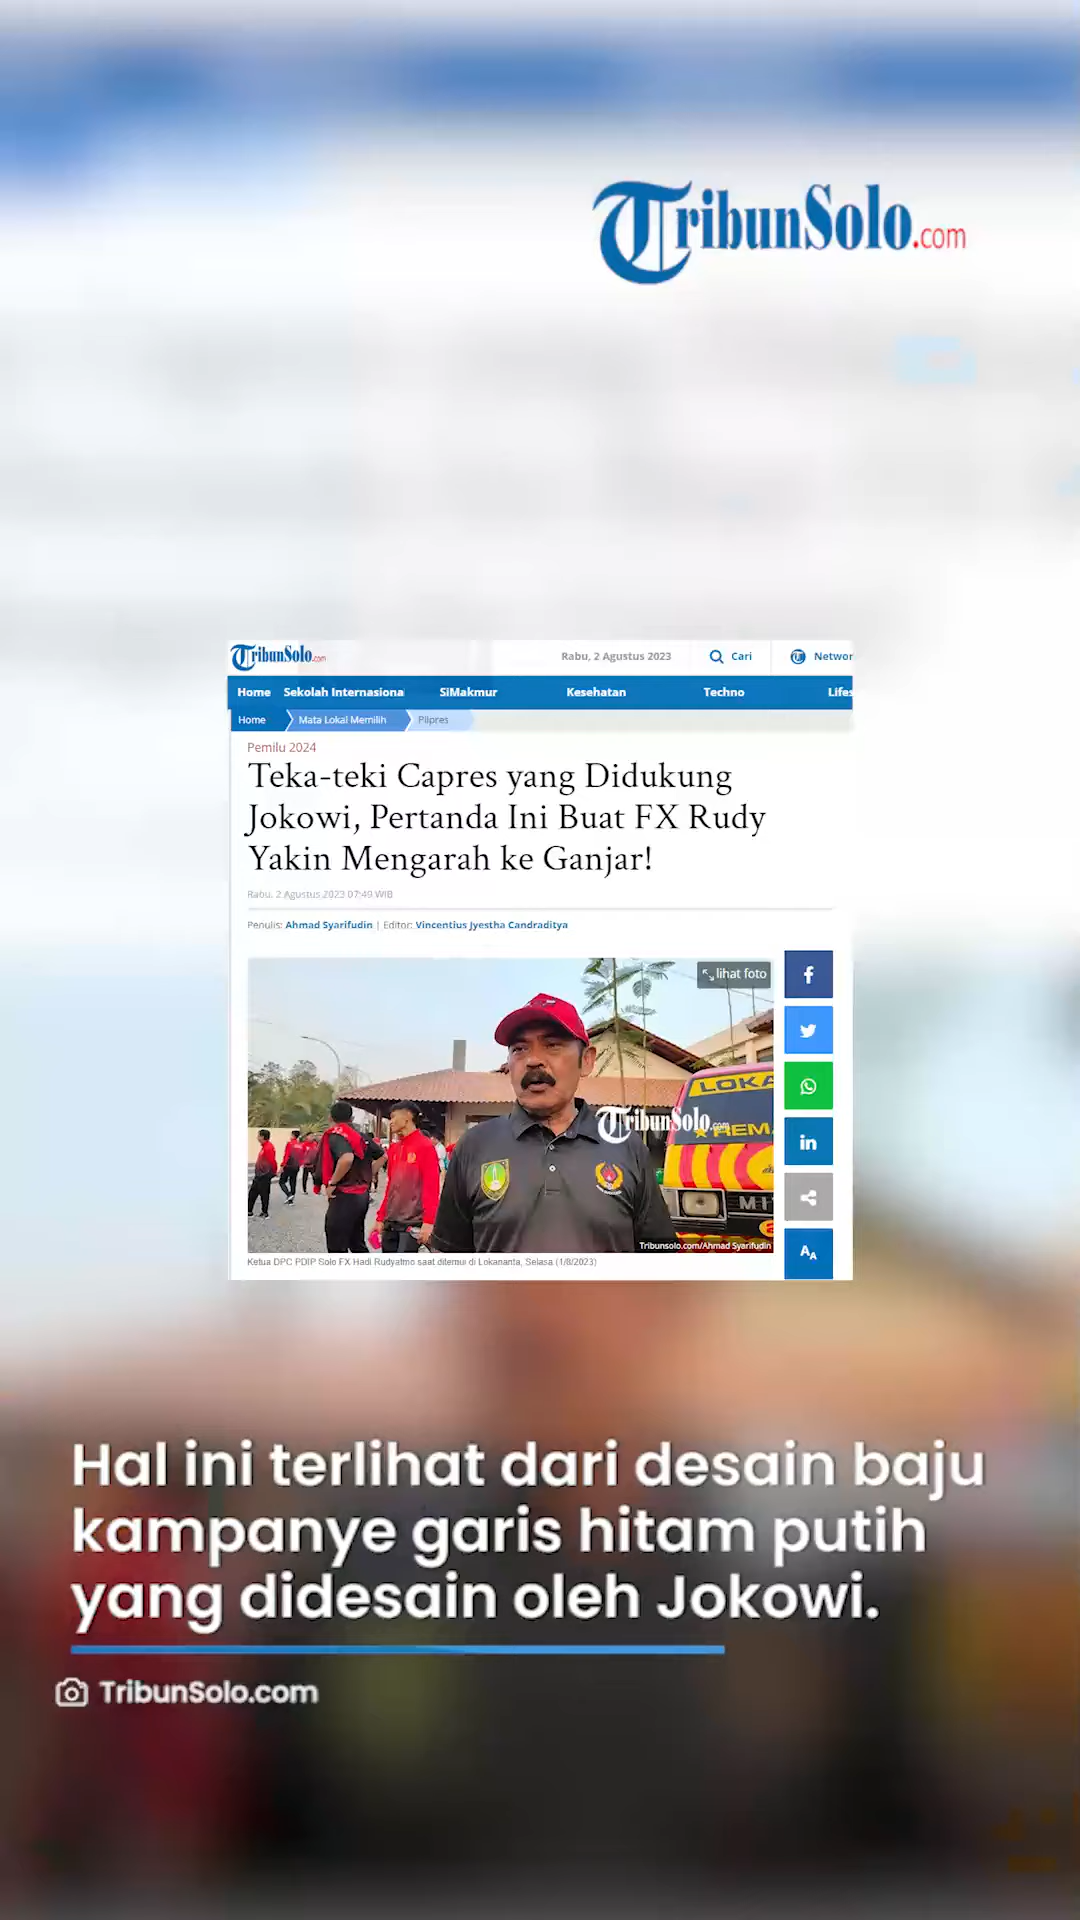 TribunSolo.com
TribunSolo.com
Rabu, 2 Agustus 2023
Cari
Networ
Home Sekolah Internasiona SiMakmur Kesehatan Techno Lifes
Home Mata Lokal Memilih Pilpres
Pemilu 2024
Teka-teki Capres yang Didukung
Jokowi, Pertanda Ini Buat FX Rudy
Yakin Mengarah ke Ganjar!
Rabu, 2 Agustus 2023 07:49 WIB
Penulis: Ahmad Syarifudin | Editor: Vincentius Jyestha Candraditya
lihat foto
LOKA
TribunSolo.com
REM
MI
Tribunsolo.com/Ahmad Syarifudin
Ketua DPC PDIP Solo FX Hadi Rudyatmo saat ditemui di Lokananta, Selasa (1/8/2023)
AA
Hal ini terlihat dari desain baju
kampanye garis hitam putih
yang didesain oleh Jokowi.
TribunSolo.com